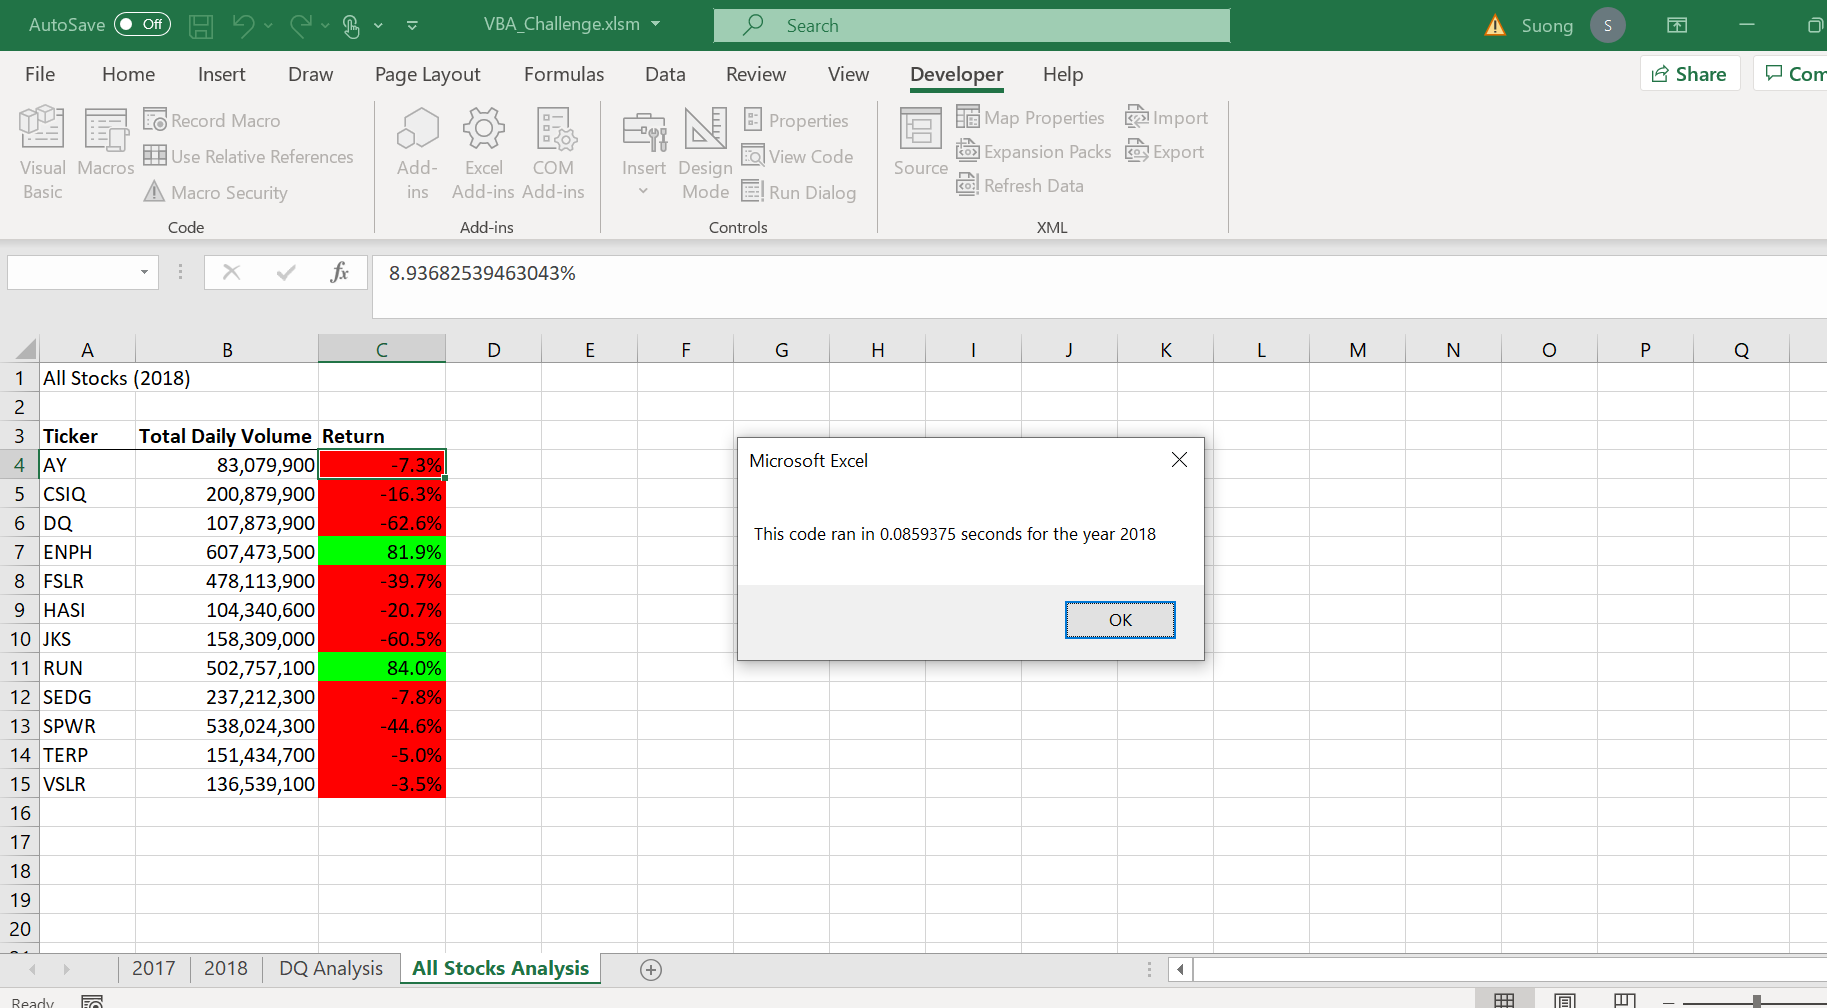 AutoSave Off VBA_Challenge.xlsm Search Suong S
File Home Insert Draw Page Layout Formulas Data Review View Developer Help Share
Visual Basic
Macros
Record Macro
Use Relative References
Macro Security
Code
Add-ins
Excel Add-ins
COM Add-ins
Add-ins
Insert
Design Mode
Properties
View Code
Run Dialog
Controls
Source
Map Properties
Expansion Packs
Refresh Data
Import
Export
XML
fx 8.93682539463043%
A B C D E F G H I J K L M N O P Q
1 All Stocks (2018)
2
3 Ticker Total Daily Volume Return
4 AY 83,079,900 -7.3%
5 CSIQ 200,879,900 -16.3%
6 DQ 107,873,900 -62.6%
7 ENPH 607,473,500 81.9%
8 FSLR 478,113,900 -39.7%
9 HASI 104,340,600 -20.7%
10 JKS 158,309,000 -60.5%
11 RUN 502,757,100 84.0%
12 SEDG 237,212,300 -7.8%
13 SPWR 538,024,300 -44.6%
14 TERP 151,434,700 -5.0%
15 VSLR 136,539,100 -3.5%
16
17
18
19
20
Microsoft Excel
This code ran in 0.0859375 seconds for the year 2018
OK
2017 2018 DQ Analysis All Stocks Analysis
Ready